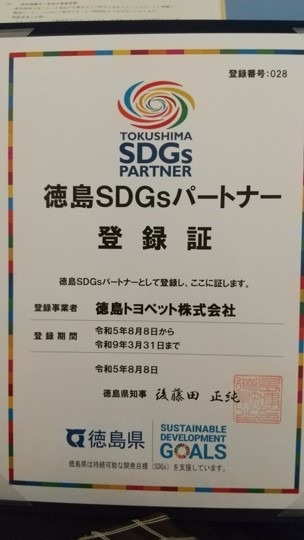 登録番号:028
TOKUSHIMA
SDGs
PARTNER
徳島SDGsパートナー
登録証
徳島SDGsパートナーとして登録し、ここに証します。
登録事業者 徳島トヨペット株式会社
登録期間 令和5年8月8日から
令和9年3月31日まで
令和5年8月8日
徳島県知事 後藤田 正純
徳島県
SUSTAINABLE
DEVELOPMENT
GOALS
徳島県は持続可能な開発目標(SDGs)を支援しています。